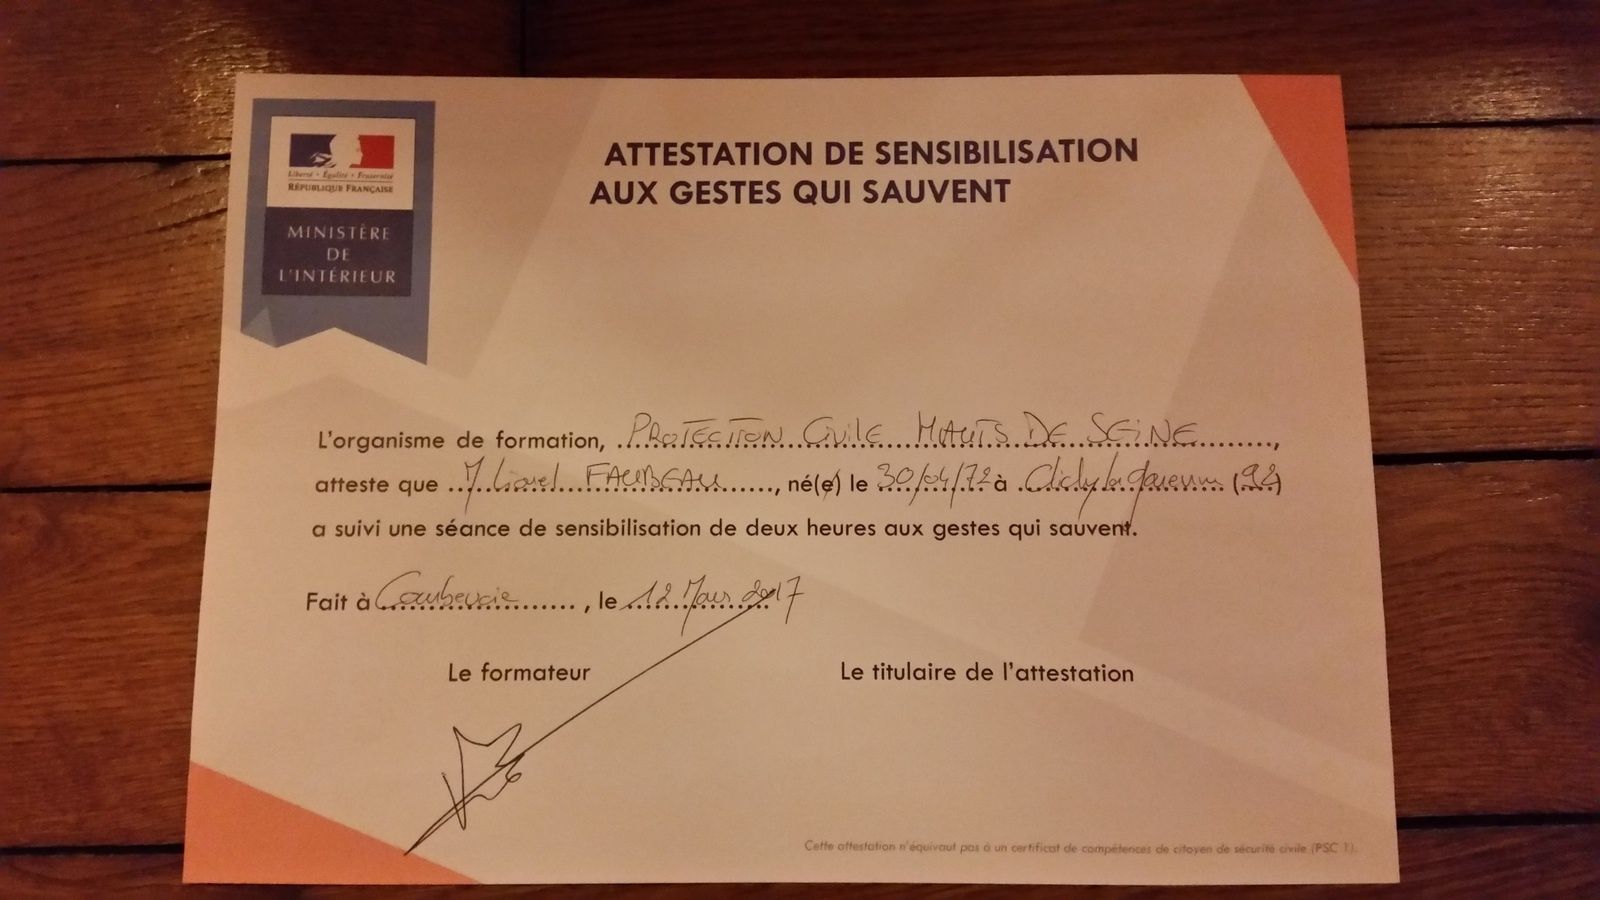 Liberté • Égalité • Fraternité
RÉPUBLIQUE FRANÇAISE
MINISTÈRE
DE
L'INTÉRIEUR
ATTESTATION DE SENSIBILISATION
AUX GESTES QUI SAUVENT
L'organisme de formation, PROTECTION CIVILE HAUTS DE SEINE,
atteste que M Lionel FAUBEAU, né(e) le 30/04/72 à Clichy la garenne (92)
a suivi une séance de sensibilisation de deux heures aux gestes qui sauvent.
Fait à Courbevoie, le 12 Mars 2017
Le formateur Le titulaire de l'attestation
Cette attestation n'équivaut pas à un certificat de compétences de citoyen de sécurité civile (PSC 1).